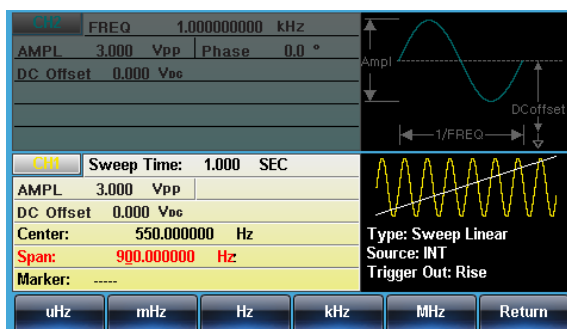 CH2 FREQ 1.000000000 kHz
AMPL 3.000 VPP Phase 0.0 °
DC Offset 0.000 VDC
Ampl
DCoffset
1/FREQ
CH1 Sweep Time: 1.000 SEC
AMPL 3.000 VPP
DC Offset 0.000 VDC
Center: 550.000000 Hz
Span: 900.000000 Hz
Marker: -----
Type: Sweep Linear
Source: INT
Trigger Out: Rise
uHz mHz Hz kHz MHz Return